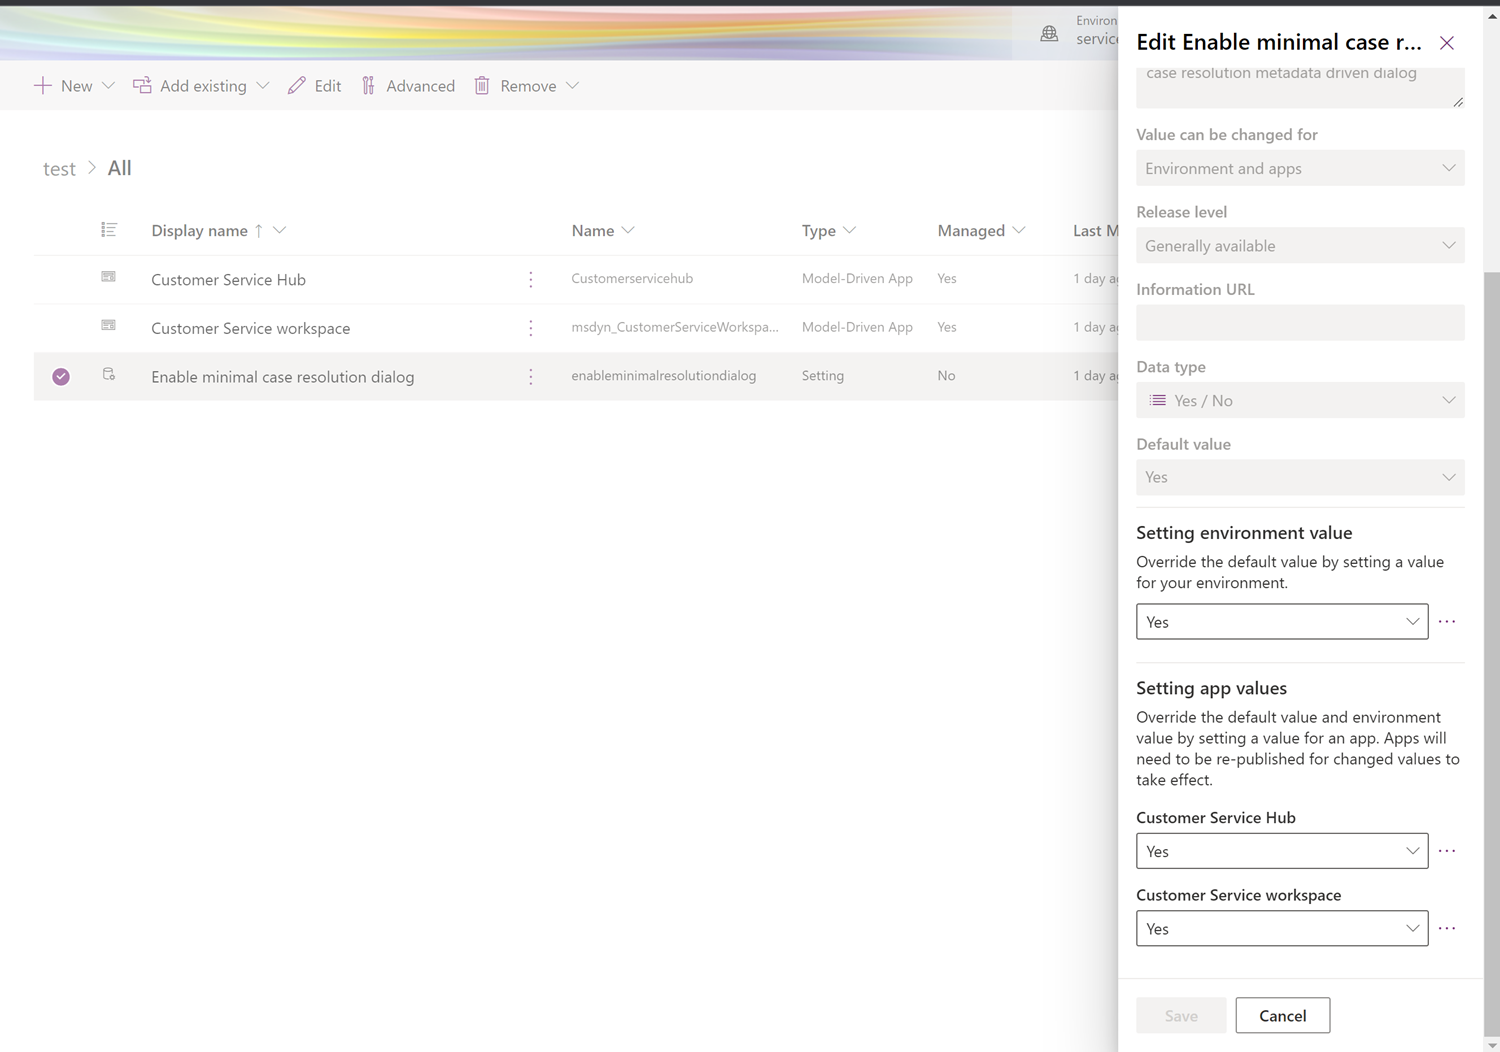 Environ
service
New
Add existing
Edit
Advanced
Remove
test > All
Display name ↑
Name
Type
Managed
Last M
Customer Service Hub
Customerservicehub
Model-Driven App
Yes
1 day ag
Customer Service workspace
msdyn_CustomerServiceWorkspa...
Model-Driven App
Yes
1 day ag
Enable minimal case resolution dialog
enableminimalresolutiondialog
Setting
No
1 day ag
Edit Enable minimal case r...
case resolution metadata driven dialog
Value can be changed for
Environment and apps
Release level
Generally available
Information URL
Data type
Yes / No
Default value
Yes
Setting environment value
Override the default value by setting a value
for your environment.
Yes
Setting app values
Override the default value and environment
value by setting a value for an app. Apps will
need to be re-published for changed values to
take effect.
Customer Service Hub
Yes
Customer Service workspace
Yes
Save
Cancel